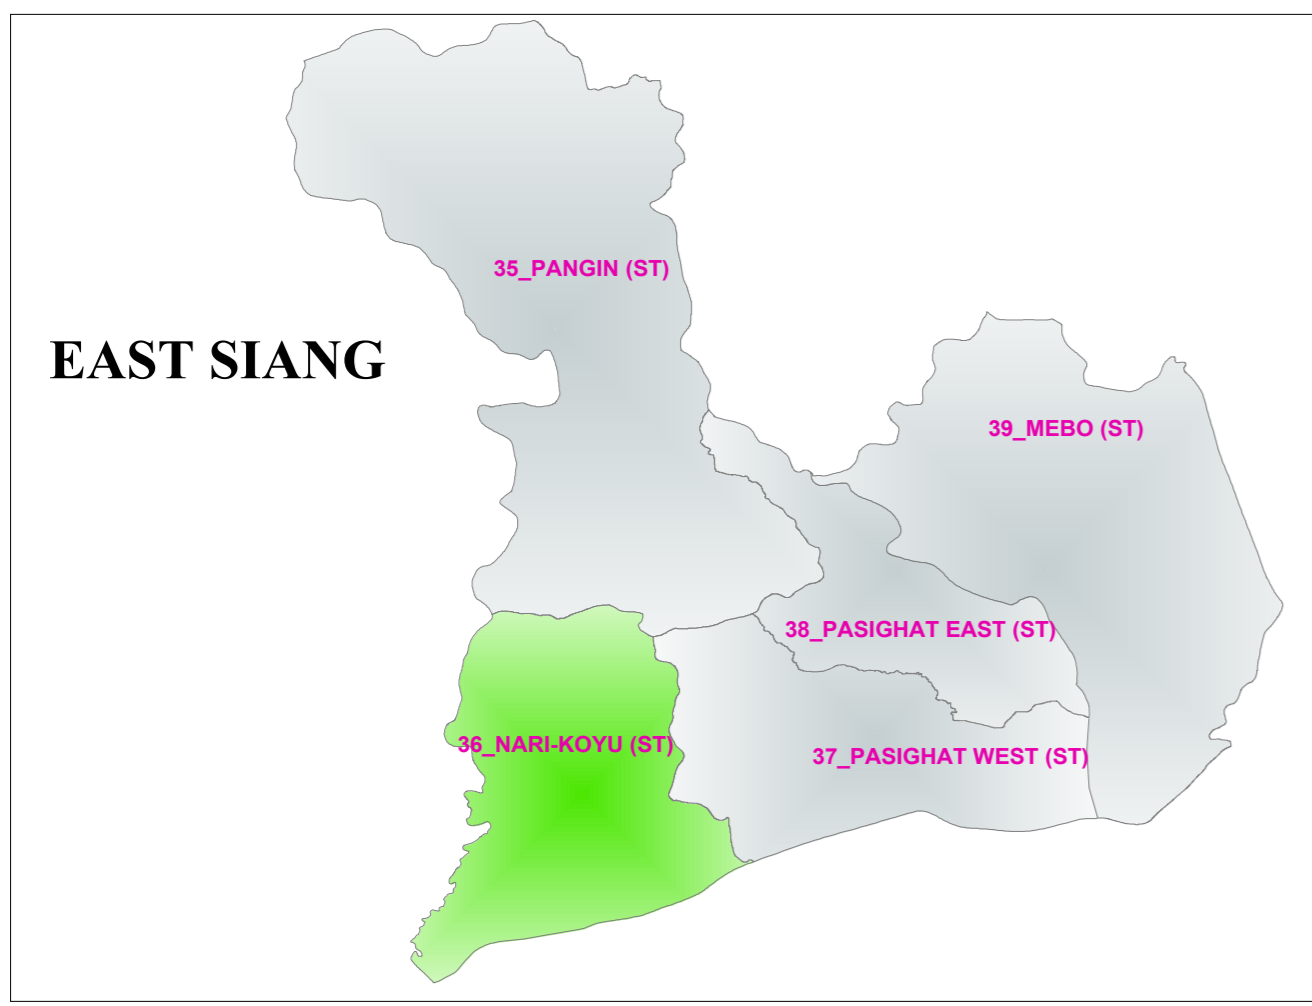 35_PANGIN (ST)
EAST SIANG
39_MEBO (ST)
38_PASIGHAT EAST (ST)
36_NARI-KOYU (ST)
37_PASIGHAT WEST (ST)